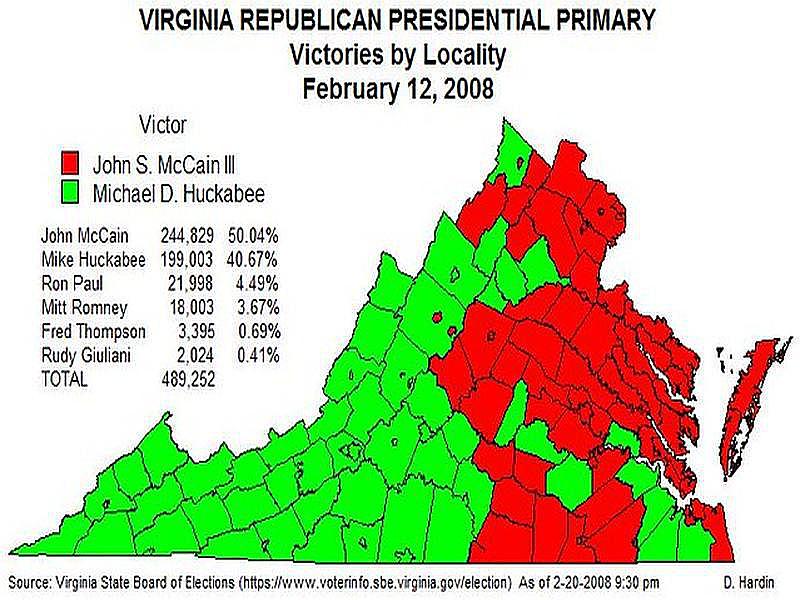 VIRGINIA REPUBLICAN PRESIDENTIAL PRIMARY
Victories by Locality
February 12, 2008
Victor
John S. McCain III
Michael D. Huckabee
John McCain 244,829 50.04%
Mike Huckabee 199,003 40.67%
Ron Paul 21,998 4.49%
Mitt Romney 18,003 3.67%
Fred Thompson 3,395 0.69%
Rudy Giuliani 2,024 0.41%
TOTAL 489,252
Source: Virginia State Board of Elections (https://www.voterinfo.sbe.virginia.gov/election) As of 2-20-2008 9:30 pm D. Hardin